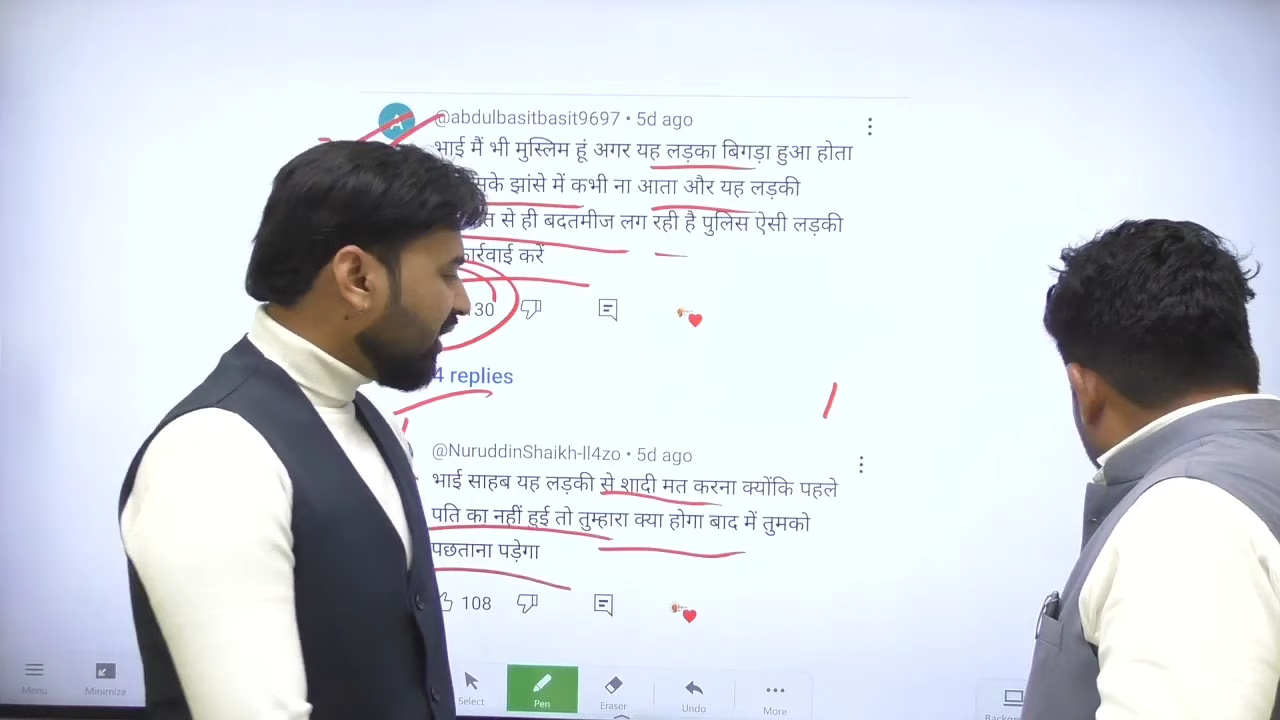 A
@abdulbasitbasit9697 • 5d ago
भाई मैं भी मुस्लिम हूं अगर यह लड़का बिगड़ा हुआ होता
झांसे में कभी ना आता और यह लड़की
से ही बदतमीज लग रही है पुलिस ऐसी लड़की
करें
30
4 replies
@NuruddinShaikh-ll4zo • 5d ago
भाई साहब यह लड़की से शादी मत करना क्योंकि पहले
पति का नहीं हुई तो तुम्हारा क्या होगा बाद में तुमको
पछताना पड़ेगा
108
Menu
Minimize
Select
Pen
Eraser
Undo
More